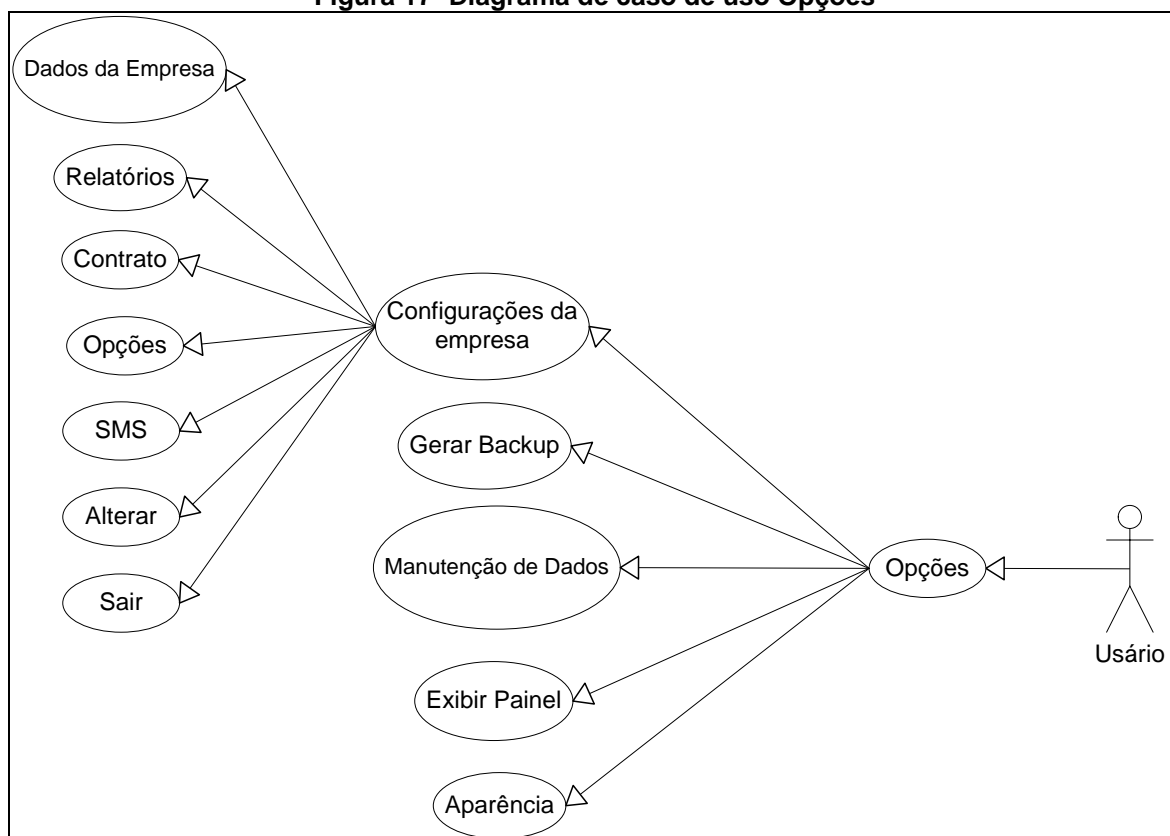 Figura 17- Diagrama de caso de uso Opções
Dados da Empresa
Relatórios
Contrato
Opções
SMS
Alterar
Sair
Configurações da
empresa
Gerar Backup
Manutenção de Dados
Exibir Painel
Aparência
Opções
Usário